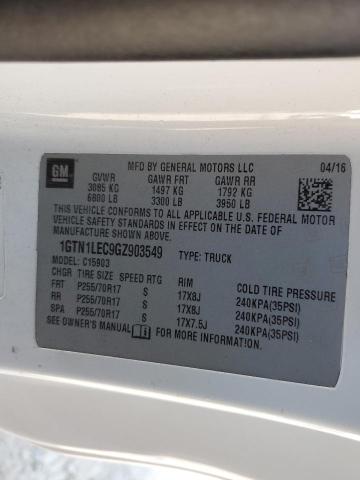 GM
MFD BY GENERAL MOTORS LLC 04/16
GVWR GAWR FRT GAWR RR
3085 KG 1497 KG 1792 KG
6800 LB 3300 LB 3950 LB
THIS VEHICLE CONFORMS TO ALL APPLICABLE U.S. FEDERAL MOTOR
VEHICLE SAFETY STANDARDS IN EFFECT ON THE DATE OF
MANUFACTURE SHOWN ABOVE.
1GTN1LEC9GZ903549 TYPE: TRUCK
MODEL: C15903
CHGR TIRE SIZE SPEED RTG RIM COLD TIRE PRESSURE
FRT P255/70R17 S 17X8J 240KPA(35PSI)
RR P255/70R17 S 17X8J 240KPA(35PSI)
SPA P255/70R17 S 17X7.5J 240KPA(35PSI)
SEE OWNER'S MANUAL FOR MORE INFORMATION.